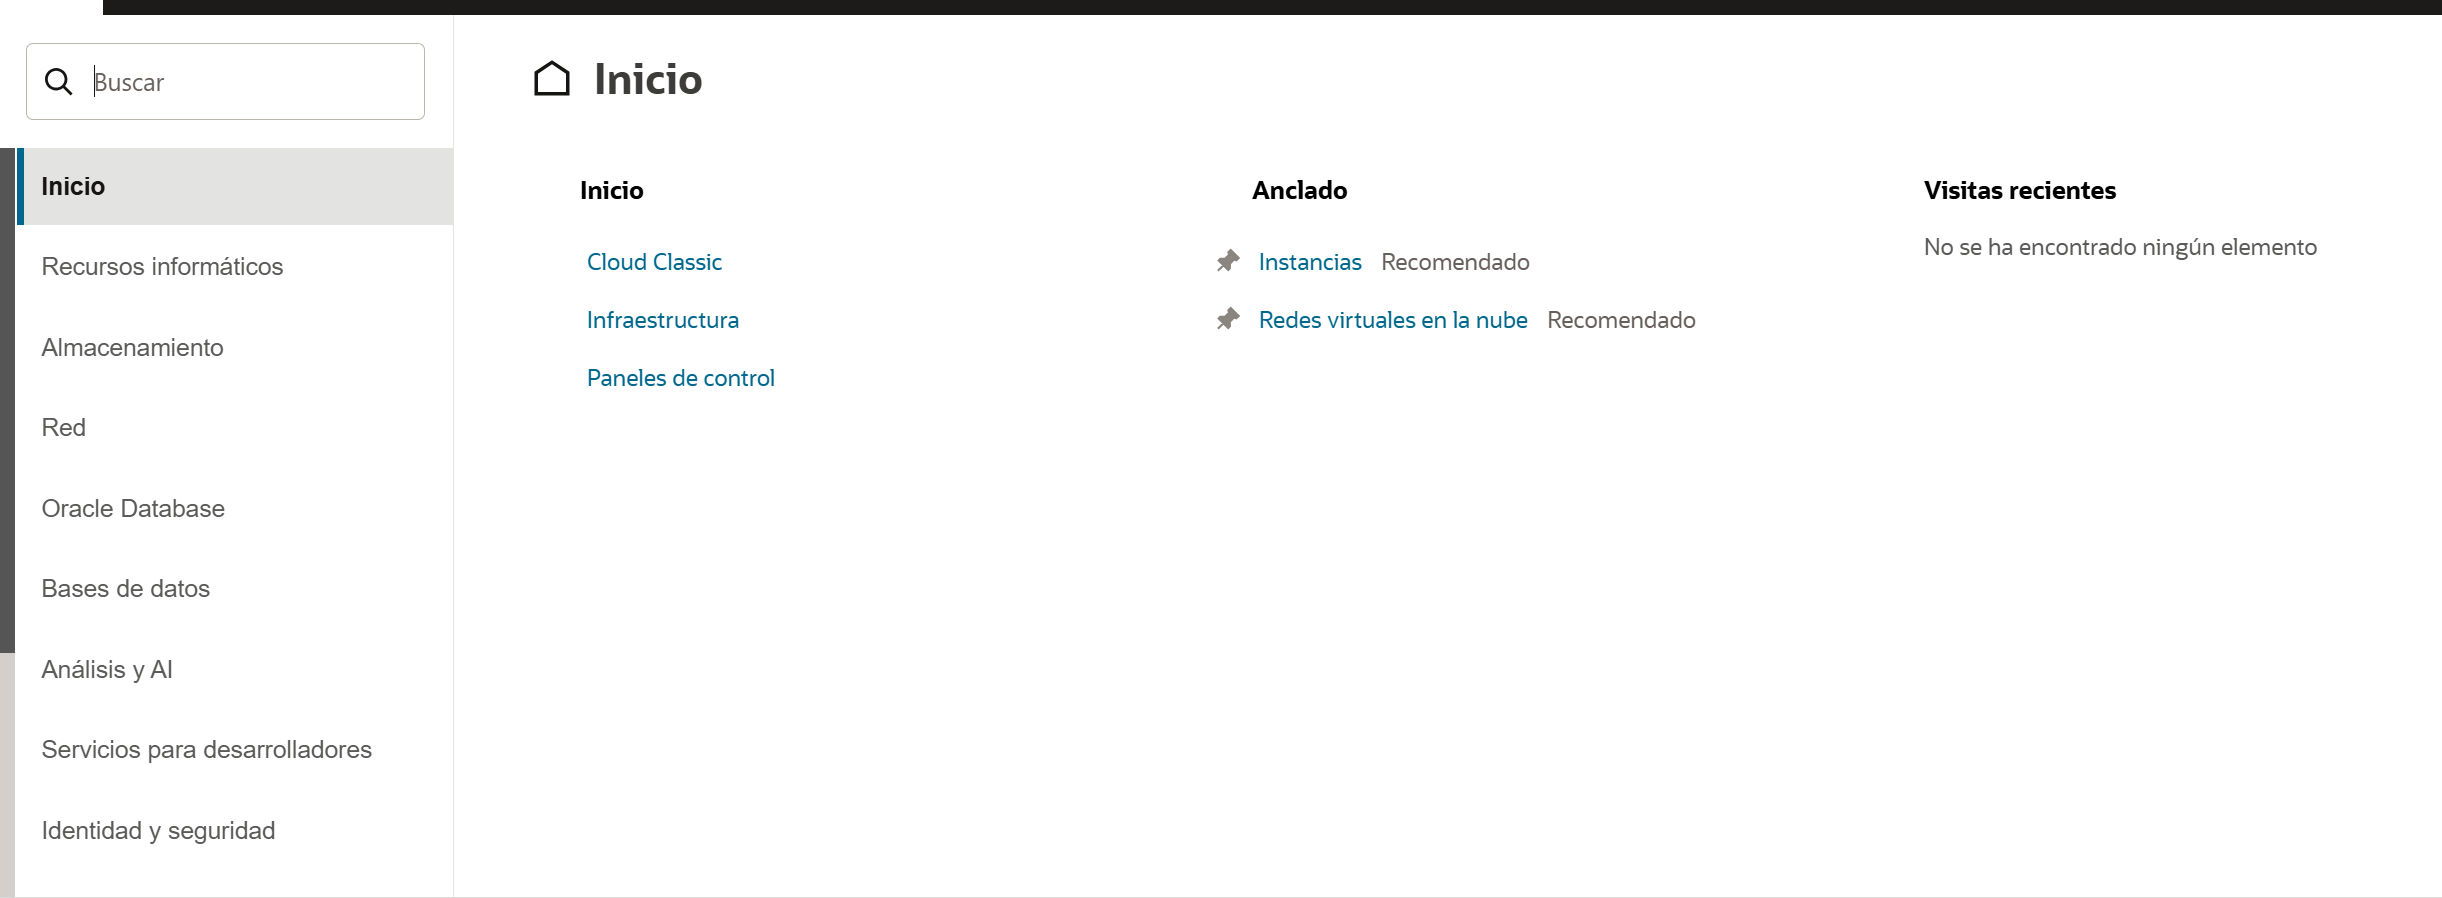 Buscar
Inicio
Recursos informáticos
Almacenamiento
Red
Oracle Database
Bases de datos
Análisis y AI
Servicios para desarrolladores
Identidad y seguridad
Inicio
Inicio
Cloud Classic
Infraestructura
Paneles de control
Anclado
Instancias Recomendado
Redes virtuales en la nube Recomendado
Visitas recientes
No se ha encontrado ningún elemento